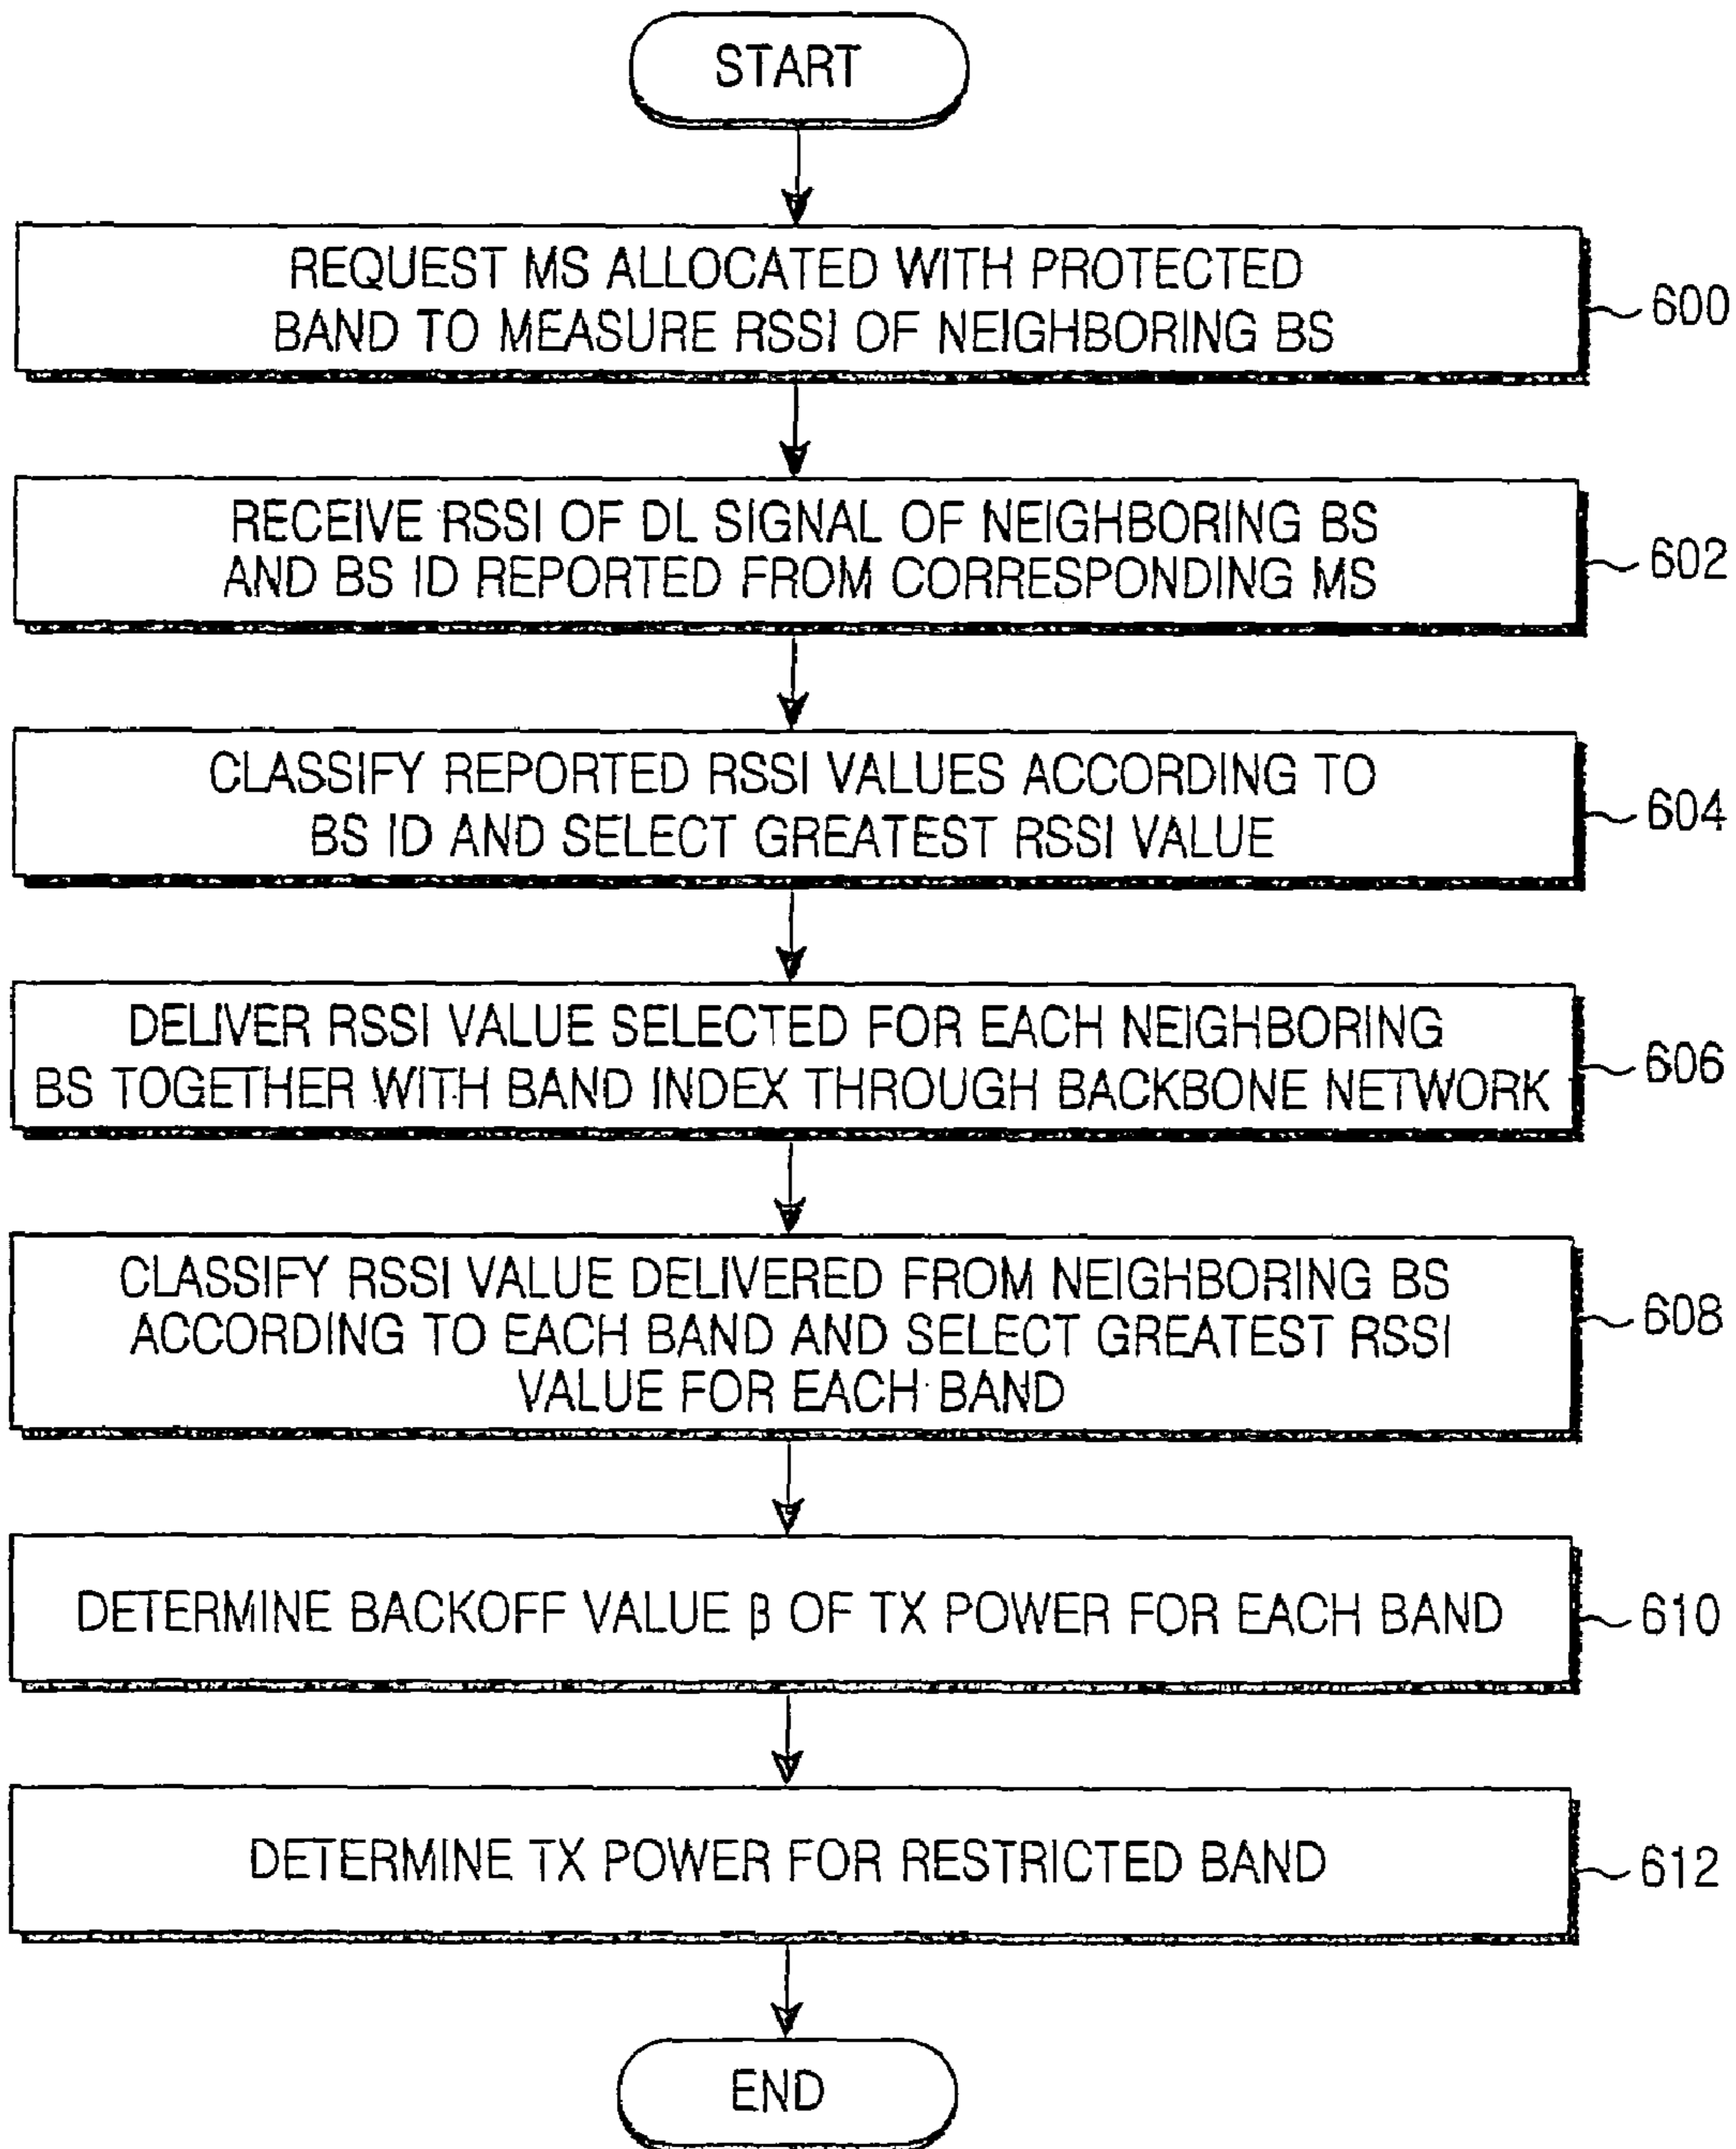 START
REQUEST MS ALLOCATED WITH PROTECTED
BAND TO MEASURE RSSI OF NEIGHBORING BS
600
RECEIVE RSSI OF DL SIGNAL OF NEIGHBORING BS
AND BS ID REPORTED FROM CORRESPONDING MS
602
CLASSIFY REPORTED RSSI VALUES ACCORDING TO
BS ID AND SELECT GREATEST RSSI VALUE
604
DELIVER RSSI VALUE SELECTED FOR EACH NEIGHBORING
BS TOGETHER WITH BAND INDEX THROUGH BACKBONE NETWORK
606
CLASSIFY RSSI VALUE DELIVERED FROM NEIGHBORING BS
ACCORDING TO EACH BAND AND SELECT GREATEST RSSI
VALUE FOR EACH BAND
608
DETERMINE BACKOFF VALUE β OF TX POWER FOR EACH BAND
610
DETERMINE TX POWER FOR RESTRICTED BAND
612
END